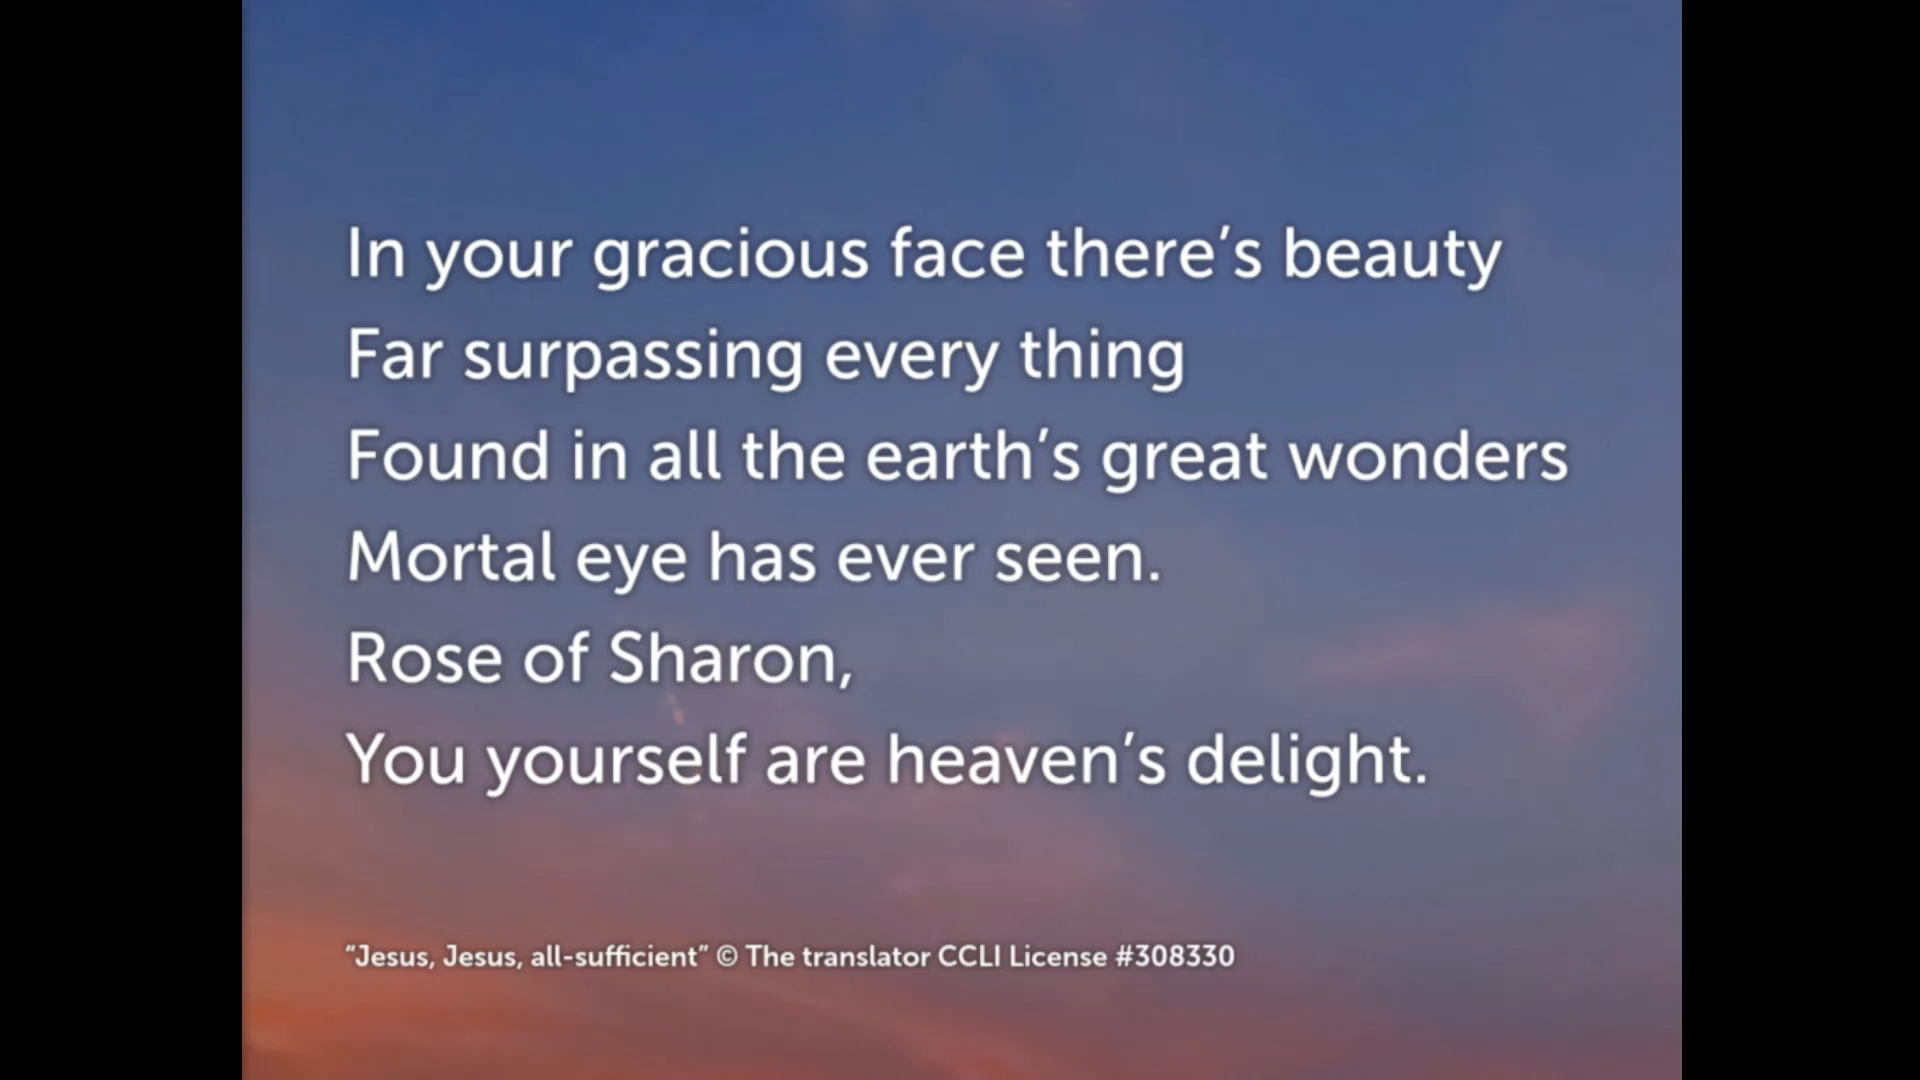 In your gracious face there’s beauty
Far surpassing every thing
Found in all the earth’s great wonders
Mortal eye has ever seen.
Rose of Sharon,
You yourself are heaven’s delight.
“Jesus, Jesus, all-sufficient” © The translator CCLI License #308330